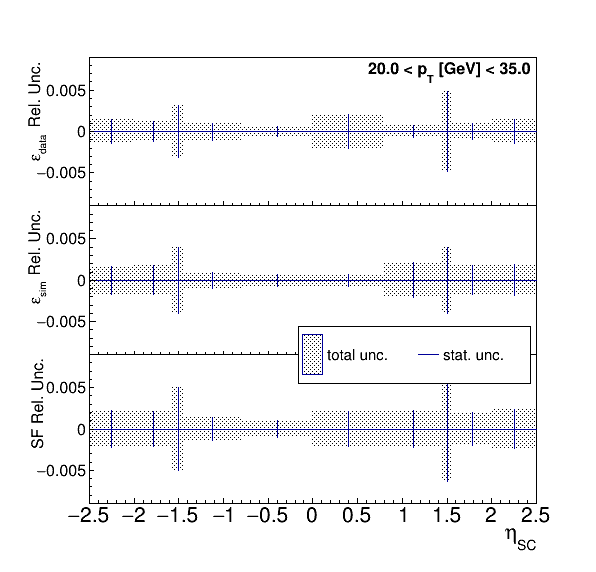 20.0 < p_T [GeV] < 35.0
ε_data Rel. Unc.
0.005
0
−0.005
ε_sim Rel. Unc.
0.005
0
−0.005
total unc. stat. unc.
SF Rel. Unc.
0.005
0
−0.005
−2.5 −2 −1.5 −1 −0.5 0 0.5 1 1.5 2 2.5
η_SC